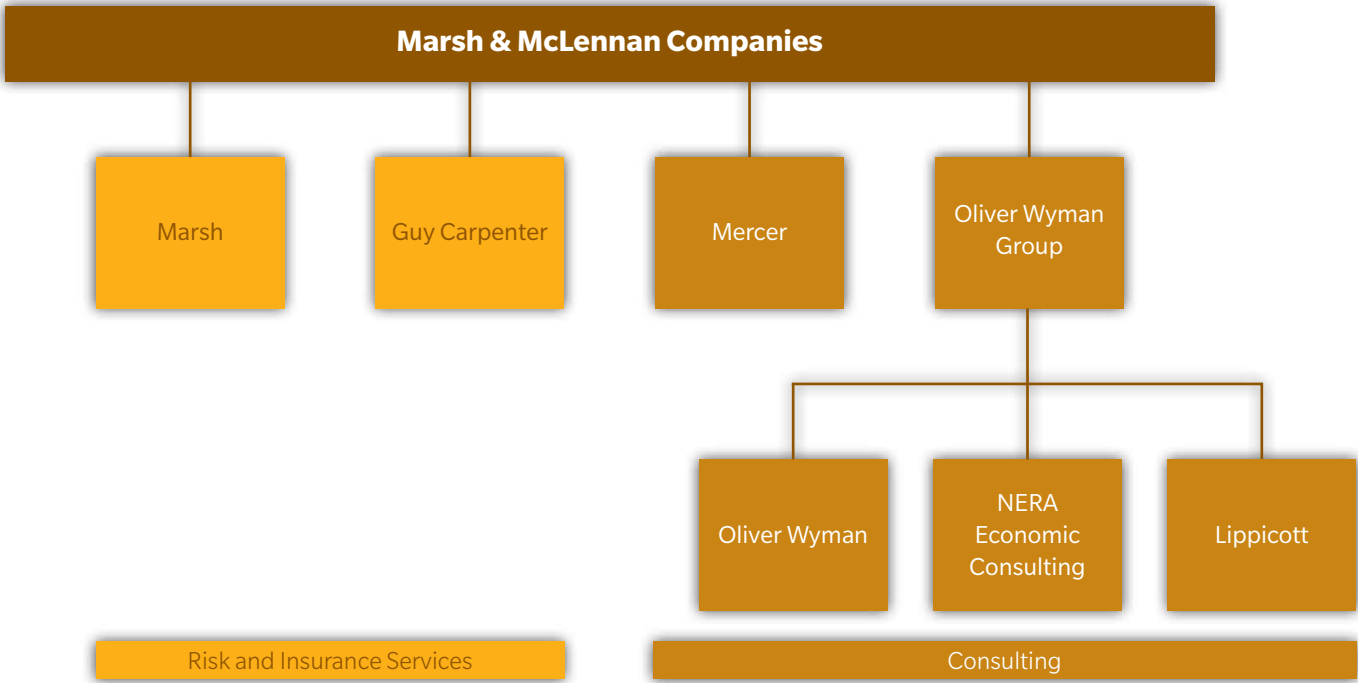 Marsh & McLennan Companies
Marsh
Guy Carpenter
Mercer
Oliver Wyman
Group
Oliver Wyman
NERA
Economic
Consulting
Lippicott
Risk and Insurance Services
Consulting